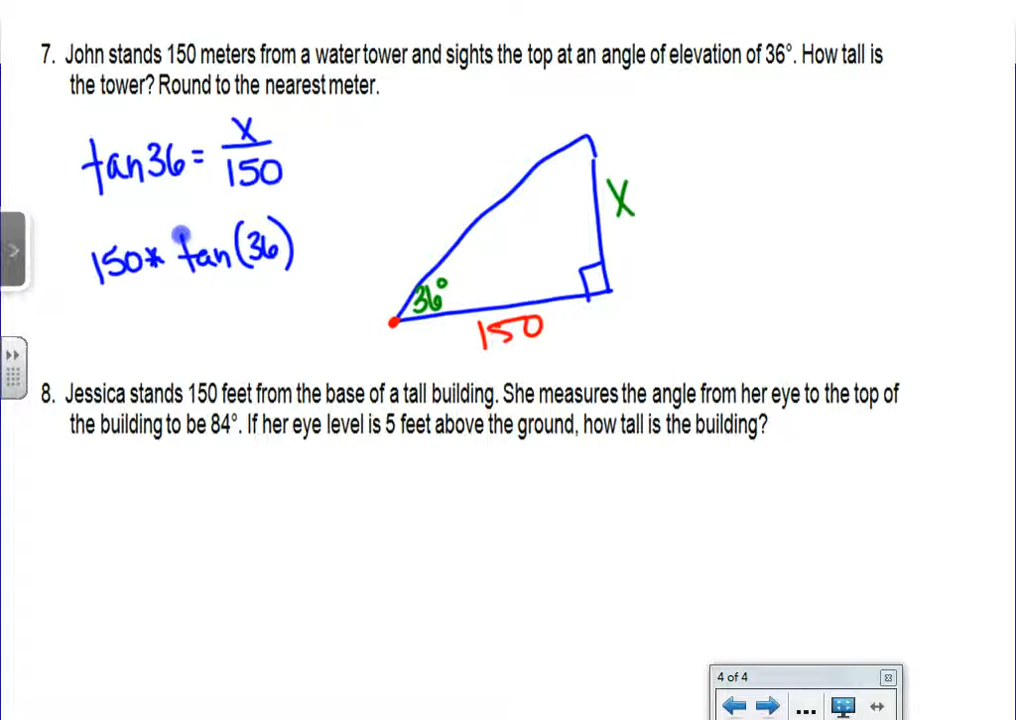 7. John stands 150 meters from a water tower and sights the top at an angle of elevation of 36°. How tall is
the tower? Round to the nearest meter.
tan36 = x/150
150* tan(36)
x
36°
150
8. Jessica stands 150 feet from the base of a tall building. She measures the angle from her eye to the top of
the building to be 84°. If her eye level is 5 feet above the ground, how tall is the building?
4 of 4
...